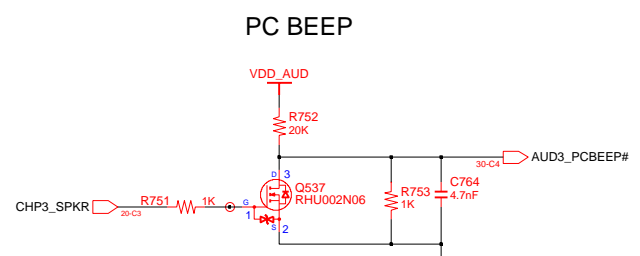 PC BEEP
VDD_AUD
R752
20K
D 3
30-C4
AUD3_PCBEEP#
Q537
RHU002N06
R753
1K
C764
4.7nF
CHP3_SPKR
20-C3
R751 1K
G
1
S 2